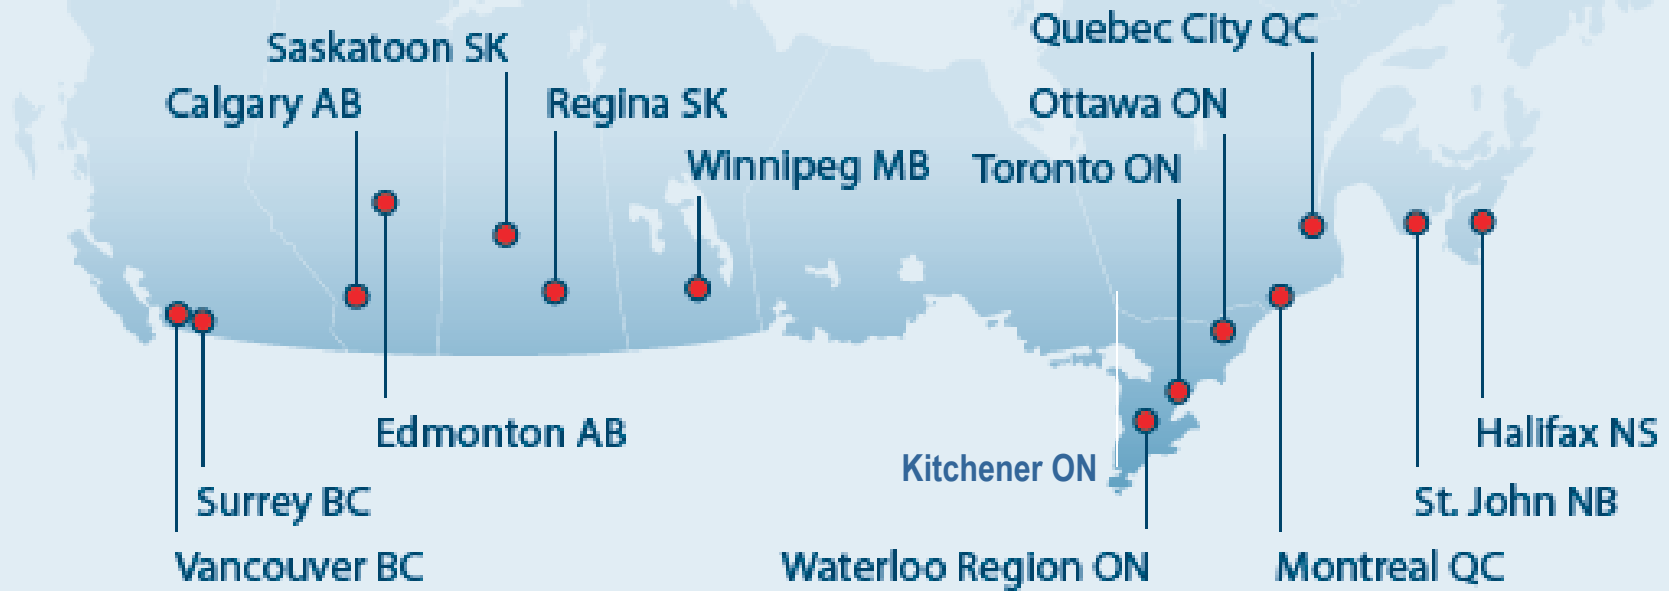 Quebec City QC
Saskatoon SK
Calgary AB
Regina SK
Ottawa ON
Winnipeg MB
Toronto ON
Edmonton AB
Halifax NS
Kitchener ON
Surrey BC
St. John NB
Vancouver BC
Waterloo Region ON
Montreal QC